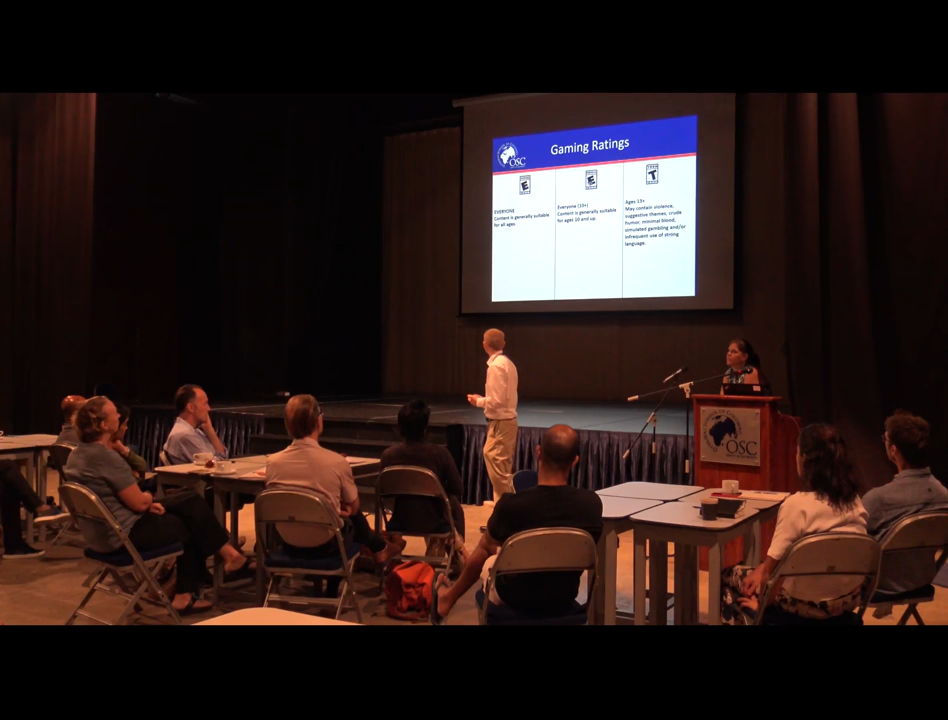 Gaming Ratings
OSC
E
E
T
EVERYONE
Content is generally suitable
for all ages
Everyone (10+)
Content is generally suitable
for ages 10 and up.
Ages 13+
May contain violence,
suggestive themes, crude
humor, minimal blood,
simulated gambling and/or
infrequent use of strong
language.
OSC